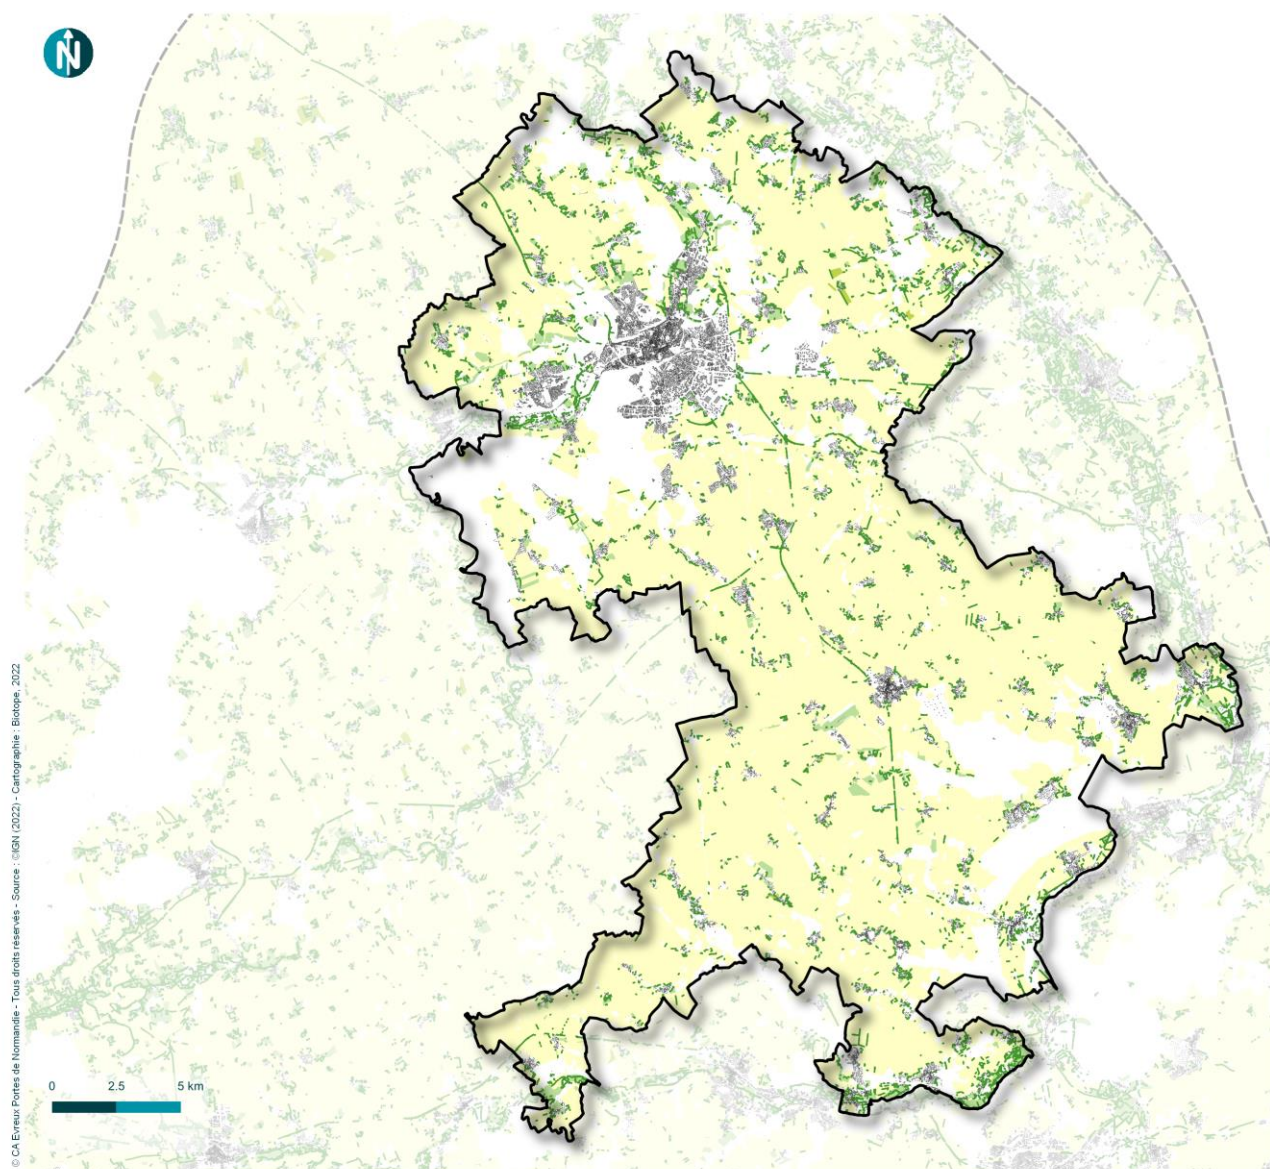 N
0 2.5 5 km
© CA Evreux Portes de Normandie - Tous droits réservés - Source : ©IGN (2022) - Cartographie : Biotope, 2022